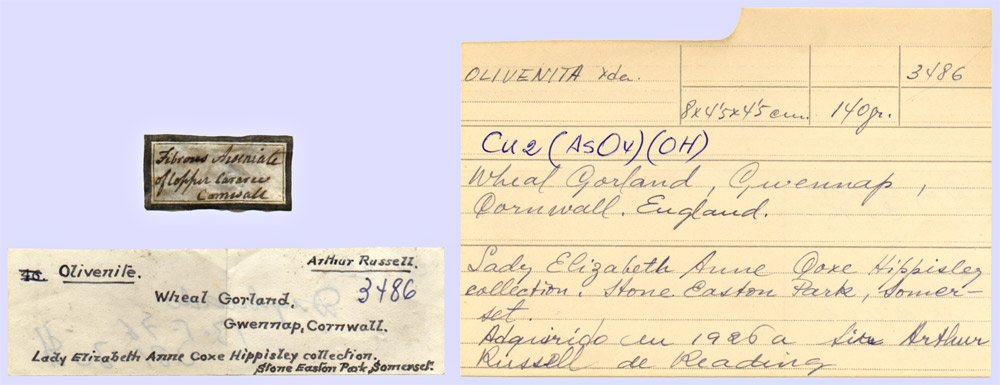 Fibrous Arseniate
of Copper Cararec
Cornwall
40. Olivenite.
Arthur Russell.
3486
Wheal Gorland.
Gwennap, Cornwall.
Lady Elizabeth Anne Coxe Hippisley collection.
Stone Easton Park, Somerset.
OLIVENITA xda. 3486
8x4'5x4'5 cm. 140gr.
Cu2 (AsO4) (OH)
Wheal Gorland, Gwennap,
Cornwall. England.
Lady Elizabeth Anne Coxe Hippisley
collection. Stone Easton Park, Somer-
set.
Adquirido en 1926 a Sir Arthur
Russell de Reading